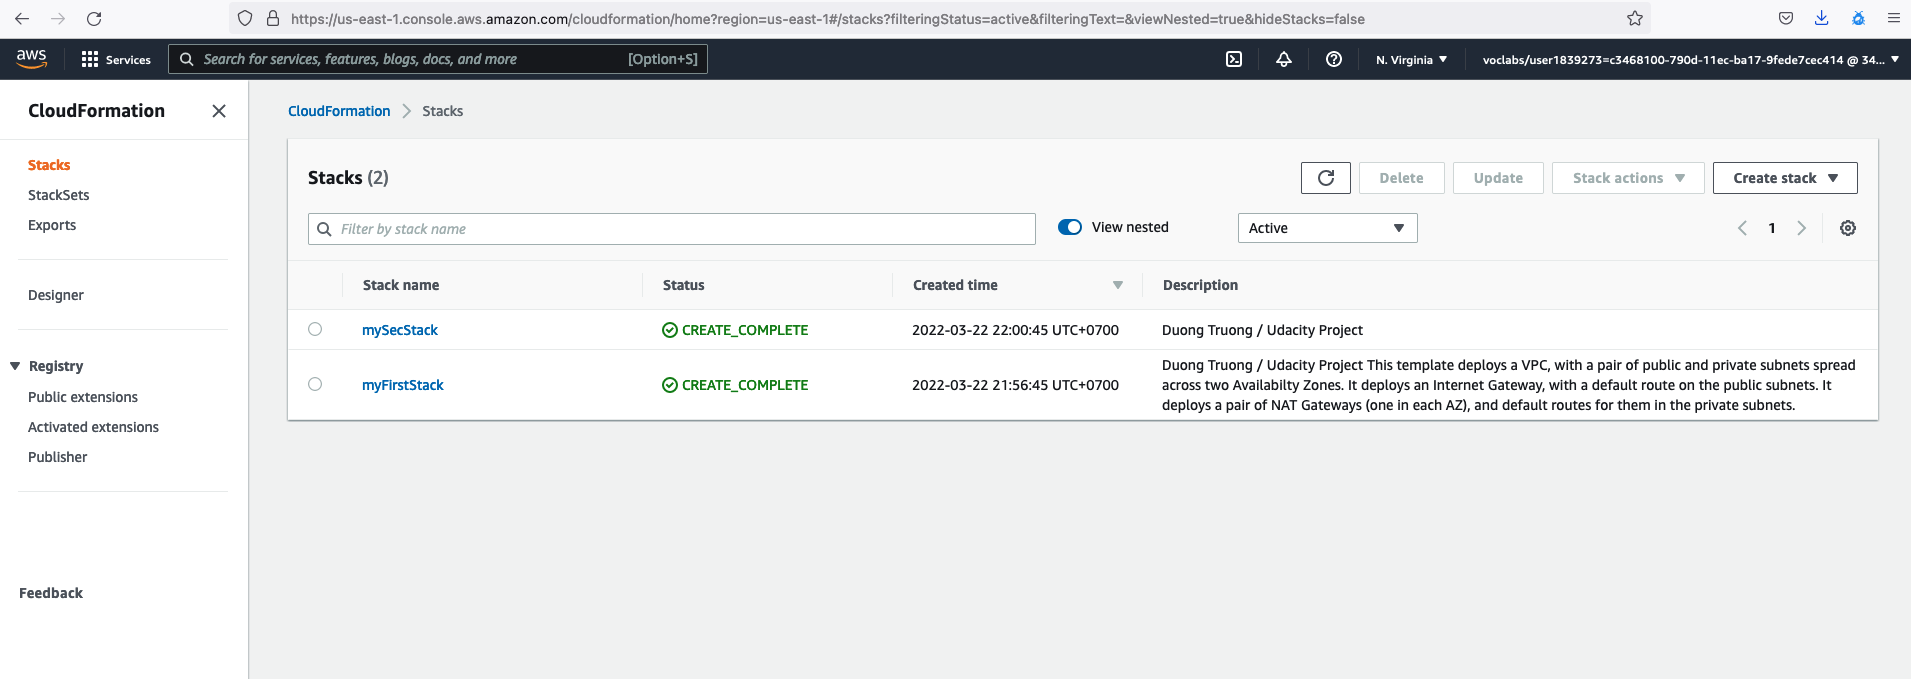 https://us-east-1.console.aws.amazon.com/cloudformation/home?region=us-east-1#/stacks?filteringStatus=active&filteringText=&viewNested=true&hideStacks=false
aws Services Search for services, features, blogs, docs, and more [Option+S] N. Virginia voclabs/user1839273=c3468100-790d-11ec-ba17-9fede7cec414 @ 34...
CloudFormation
Stacks
StackSets
Exports
Designer
Registry
Public extensions
Activated extensions
Publisher
Feedback
CloudFormation Stacks
Stacks (2) Delete Update Stack actions Create stack
Filter by stack name View nested Active 1
Stack name Status Created time Description
mySecStack CREATE_COMPLETE 2022-03-22 22:00:45 UTC+0700 Duong Truong / Udacity Project
myFirstStack CREATE_COMPLETE 2022-03-22 21:56:45 UTC+0700 Duong Truong / Udacity Project This template deploys a VPC, with a pair of public and private subnets spread
across two Availabilty Zones. It deploys an Internet Gateway, with a default route on the public subnets. It
deploys a pair of NAT Gateways (one in each AZ), and default routes for them in the private subnets.